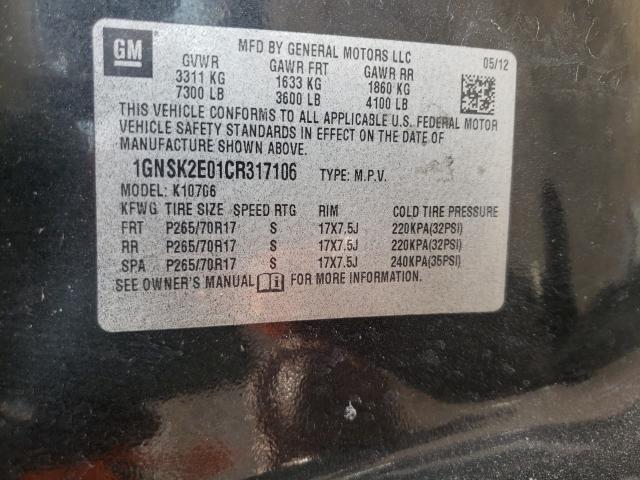 GM
MFD BY GENERAL MOTORS LLC 05/12
GVWR GAWR FRT GAWR RR
3311 KG 1633 KG 1860 KG
7300 LB 3600 LB 4100 LB
THIS VEHICLE CONFORMS TO ALL APPLICABLE U.S. FEDERAL MOTOR
VEHICLE SAFETY STANDARDS IN EFFECT ON THE DATE OF
MANUFACTURE SHOWN ABOVE.
1GNSK2E01CR317106 TYPE: M.P.V.
MODEL: K10706
KFWG TIRE SIZE SPEED RTG RIM COLD TIRE PRESSURE
FRT P265/70R17 S 17X7.5J 220KPA(32PSI)
RR P265/70R17 S 17X7.5J 220KPA(32PSI)
SPA P265/70R17 S 17X7.5J 240KPA(35PSI)
SEE OWNER'S MANUAL FOR MORE INFORMATION.